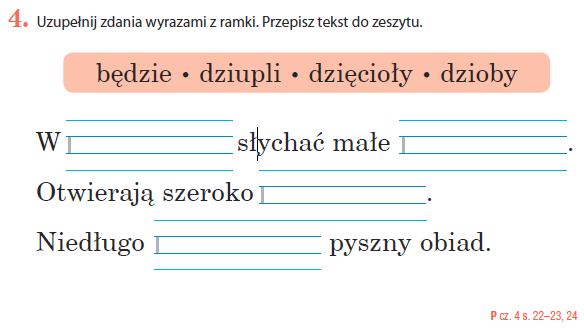 4. Uzupełnij zdania wyrazami z ramki. Przepisz tekst do zeszytu.
będzie • dziupli • dzięcioły • dzioby
W słychać małe .
Otwierają szeroko .
Niedługo pyszny obiad.
P cz. 4 s. 22–23, 24